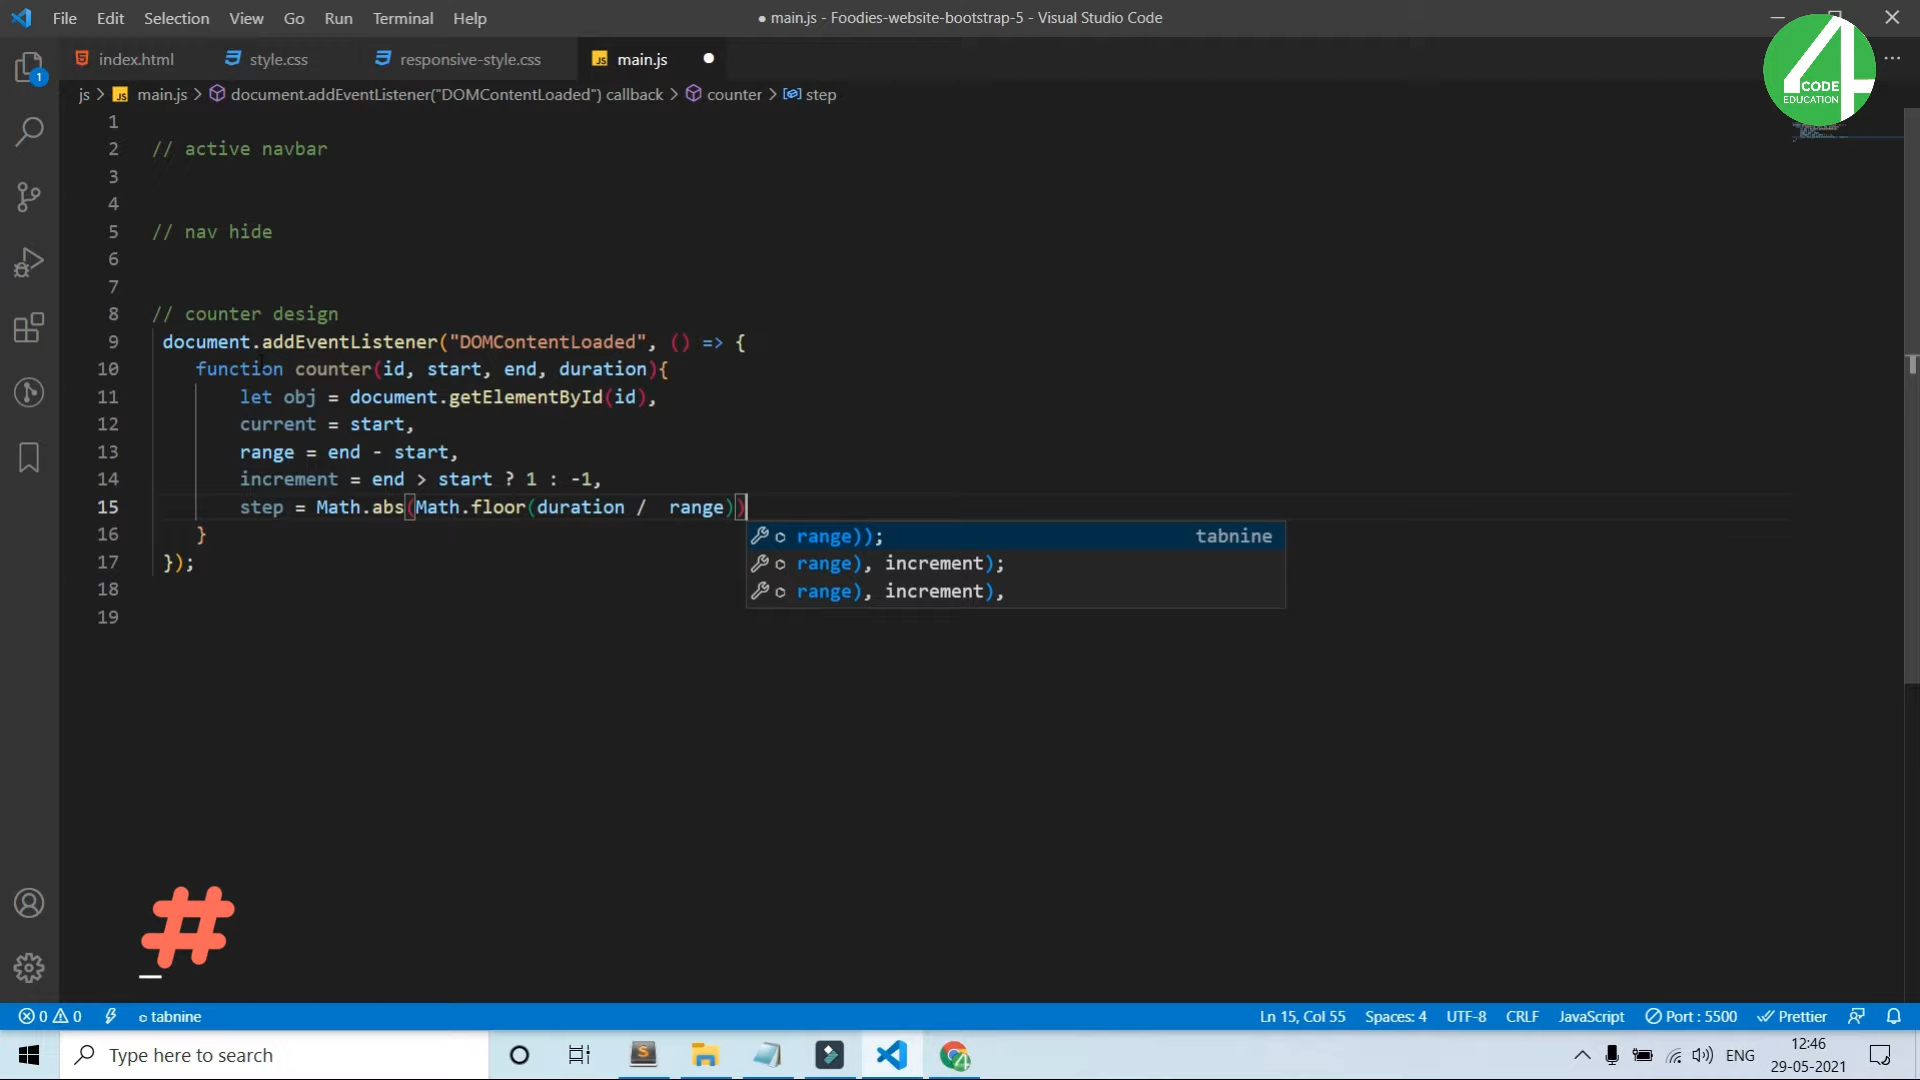 File Edit Selection View Go Run Terminal Help
● main.js - Foodies-website-bootstrap-5 - Visual Studio Code
index.html style.css responsive-style.css main.js
js > main.js > document.addEventListener("DOMContentLoaded") callback > counter > step
CODE
EDUCATION
4
1
1
2 // active navbar
3
4
5 // nav hide
6
7
8 // counter design
9 document.addEventListener("DOMContentLoaded", () => {
10 function counter(id, start, end, duration){
11 let obj = document.getElementById(id),
12 current = start,
13 range = end - start,
14 increment = end > start ? 1 : -1,
15 step = Math.abs(Math.floor(duration /  range))
range)); tabnine
16 }
range), increment);
17 });
range), increment),
18
19
#
0 0 tabnine
Ln 15, Col 55 Spaces: 4 UTF-8 CRLF JavaScript Port : 5500 Prettier
Type here to search
ENG
12:46
29-05-2021